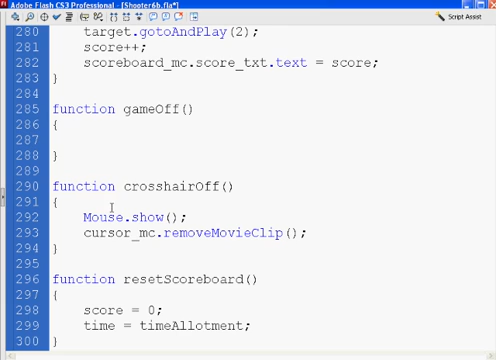 Adobe Flash CS3 Professional - [Shooter6b.fla*]
Script Assist
280 target.gotoAndPlay(2);
281 score++;
282 scoreboard_mc.score_txt.text = score;
283 }
284
285 function gameOff()
286 {
287
288 }
289
290 function crosshairOff()
291 {
292 Mouse.show();
293 cursor_mc.removeMovieClip();
294 }
295
296 function resetScoreboard()
297 {
298 score = 0;
299 time = timeAllotment;
300 }